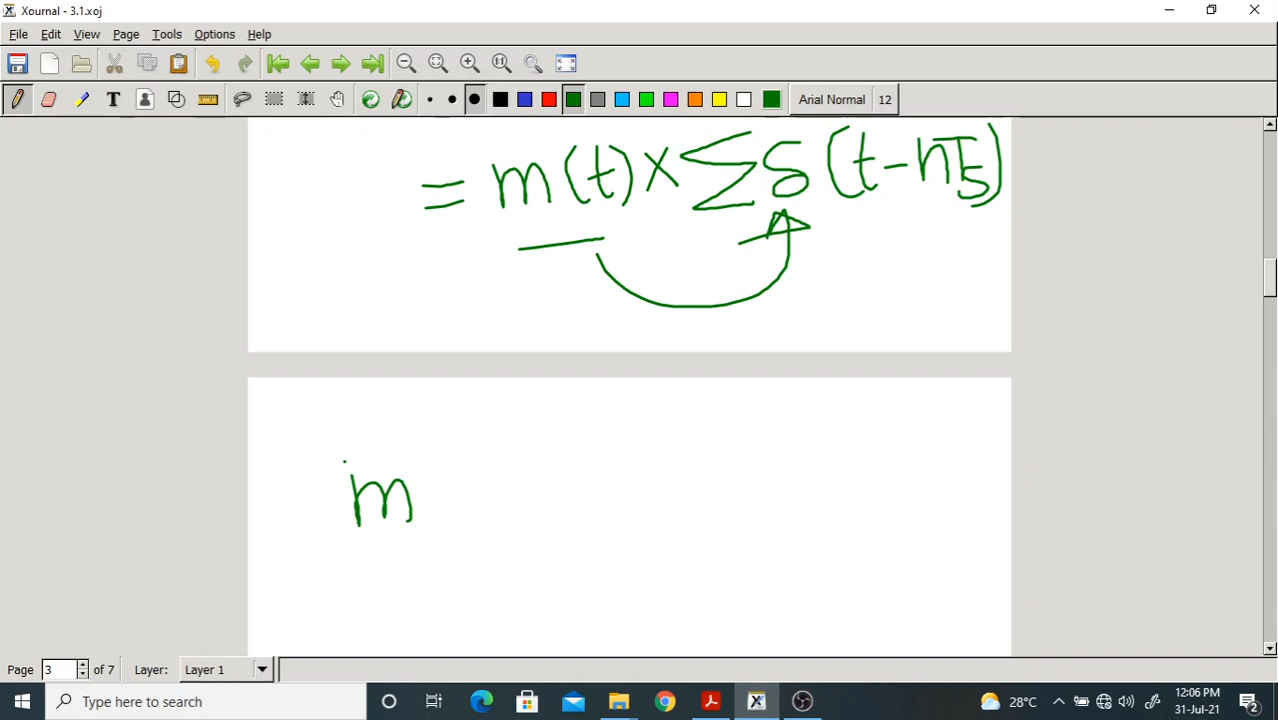 Xournal - 3.1.xoj
File Edit View Page Tools Options Help
Arial Normal 12
= m(t) × ∑ δ (t - nTs)
m
Page 3 of 7 Layer: Layer 1
Type here to search
28°C
12:06 PM
31-Jul-21
2